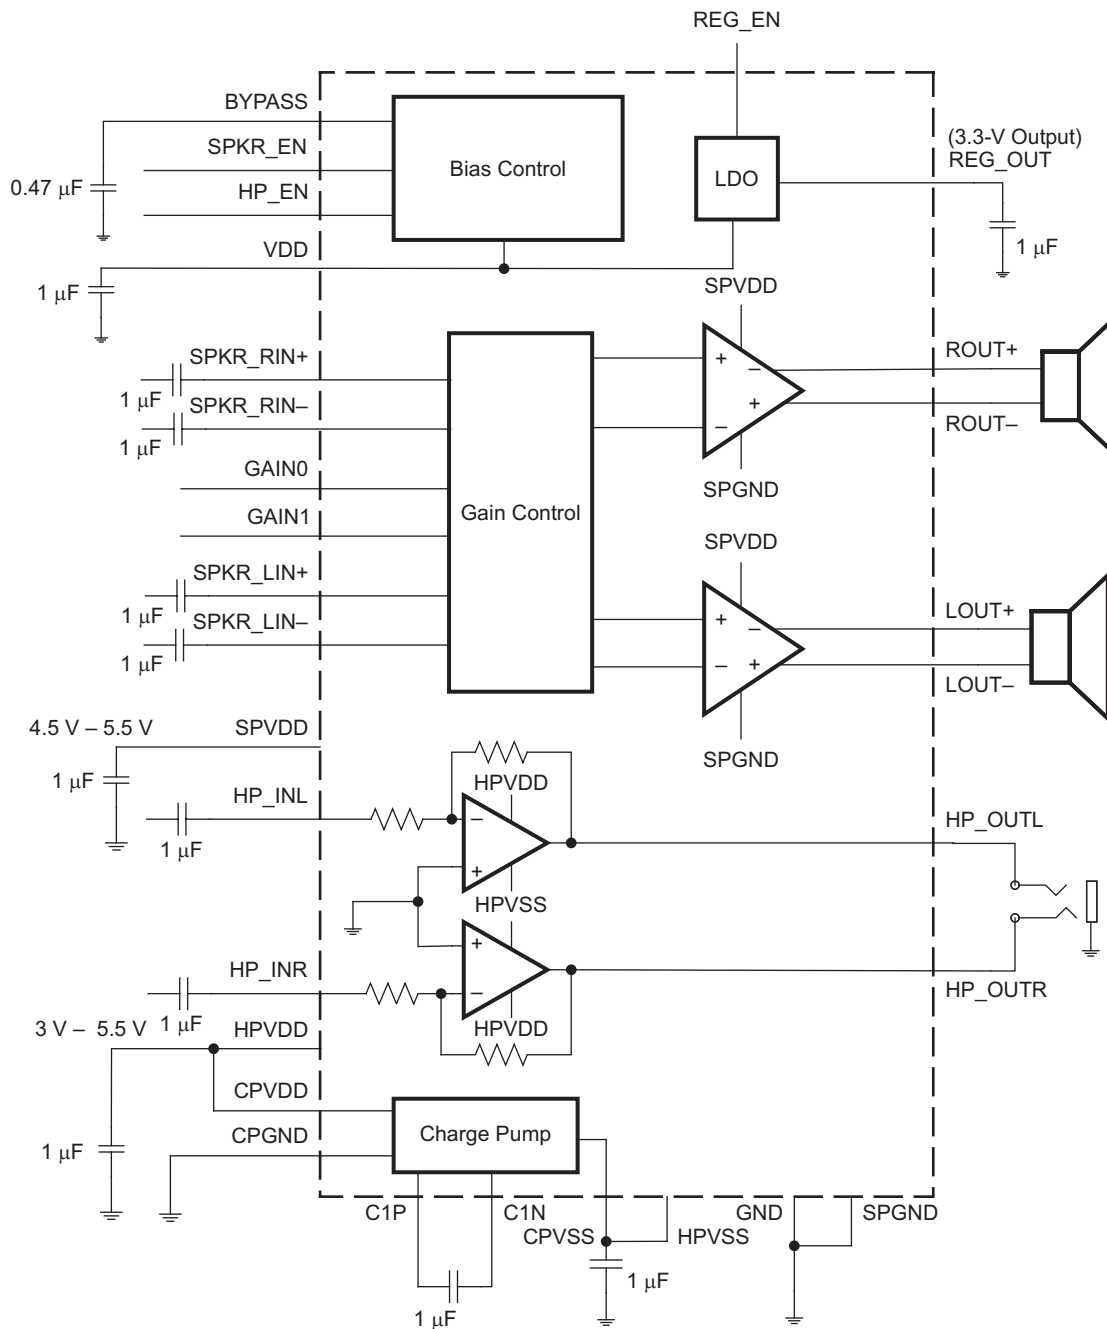 REG_EN
BYPASS
SPKR_EN
HP_EN
0.47 μF
Bias Control
LDO
(3.3-V Output)
REG_OUT
1 μF
VDD
1 μF
SPVDD
SPKR_RIN+
1 μF
SPKR_RIN–
1 μF
GAIN0
GAIN1
SPKR_LIN+
1 μF
SPKR_LIN–
1 μF
Gain Control
+
–
–
+
SPGND
ROUT+
ROUT–
SPVDD
+
–
–
+
SPGND
LOUT+
LOUT–
4.5 V – 5.5 V
SPVDD
1 μF
HP_INL
1 μF
HPVDD
–
+
HPVSS
HP_OUTL
+
–
HPVDD
HP_INR
1 μF
HP_OUTR
3 V – 5.5 V
HPVDD
CPVDD
CPGND
1 μF
Charge Pump
C1P
C1N
1 μF
CPVSS
HPVSS
1 μF
GND
SPGND